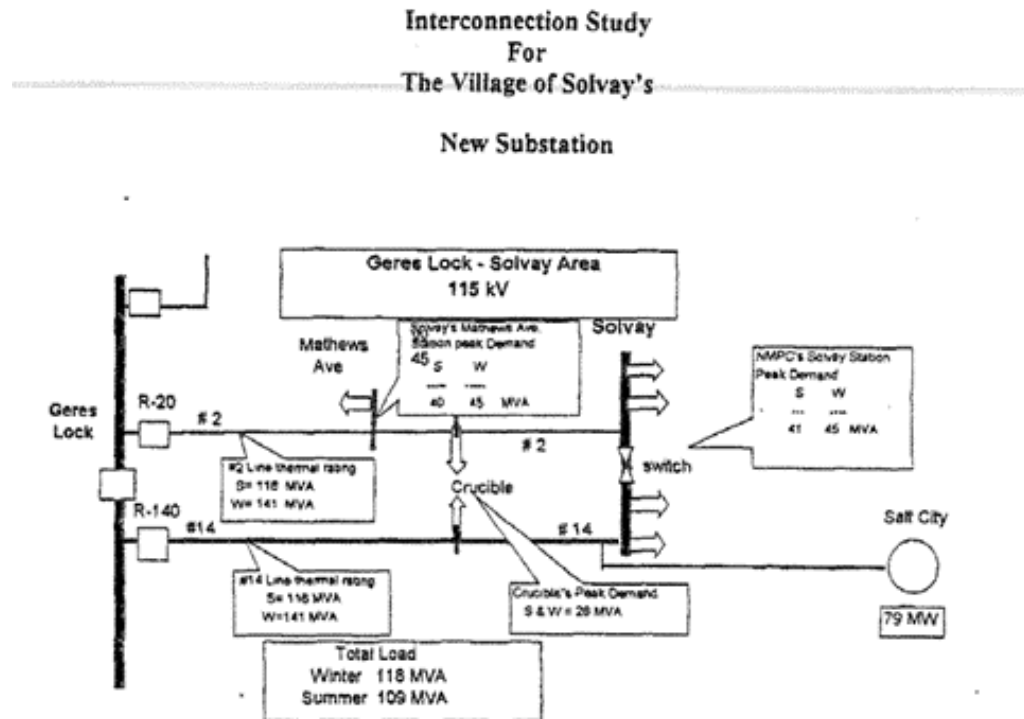 Interconnection Study
For
The Village of Solvay's
New Substation
Geres Lock - Solvay Area
115 kV
Mathews
Ave
Solvay's Mathews Ave.
Station peak Demand
45
S W
40 45 MVA
Solvay
NMPC's Solvay Station
Peak Demand
S W
41 45 MVA
Geres
Lock
R-20
#2
#2
switch
#2 Line thermal rating
S= 116 MVA
W= 141 MVA
Crucible
R-140
#14
#14
Salt City
#14 Line thermal rating
S= 116 MVA
W=141 MVA
Crucible's Peak Demand
S & W = 28 MVA
79 MW
Total Load
Winter 118 MVA
Summer 109 MVA